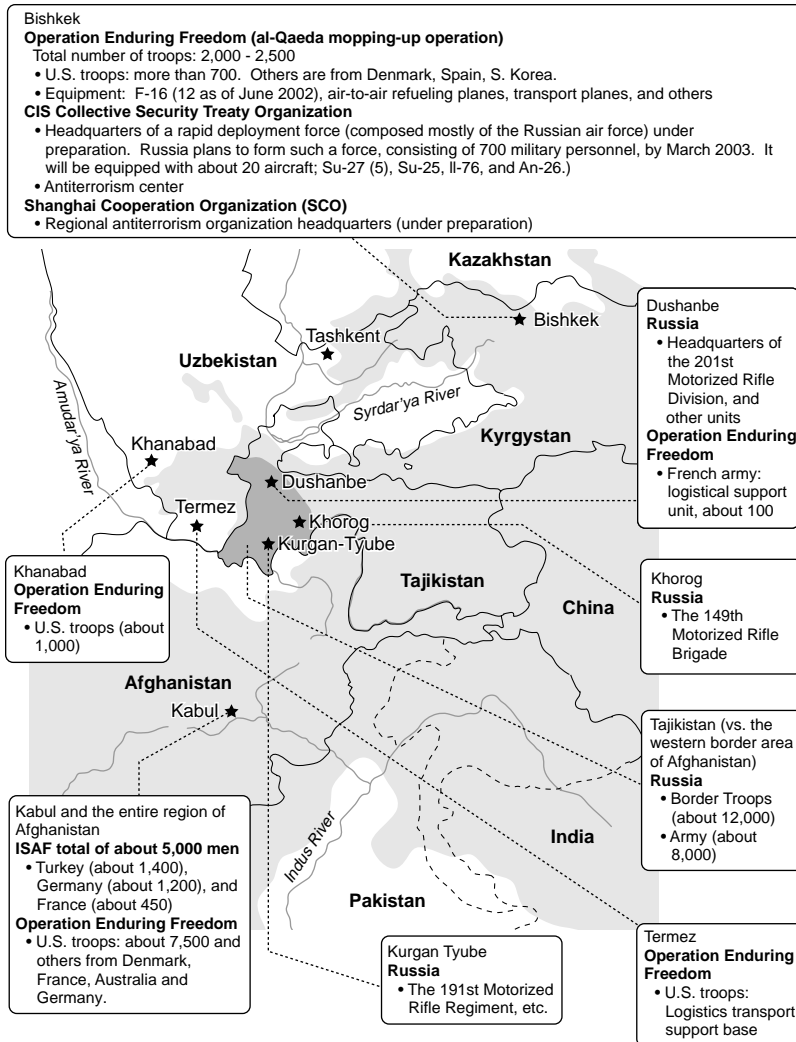 Bishkek
Operation Enduring Freedom (al-Qaeda mopping-up operation)
Total number of troops: 2,000 - 2,500
• U.S. troops: more than 700. Others are from Denmark, Spain, S. Korea.
• Equipment: F-16 (12 as of June 2002), air-to-air refueling planes, transport planes, and others
CIS Collective Security Treaty Organization
• Headquarters of a rapid deployment force (composed mostly of the Russian air force) under
preparation. Russia plans to form such a force, consisting of 700 military personnel, by March 2003. It
will be equipped with about 20 aircraft; Su-27 (5), Su-25, Il-76, and An-26.)
• Antiterrorism center
Shanghai Cooperation Organization (SCO)
• Regional antiterrorism organization headquarters (under preparation)
Kazakhstan
Bishkek
Tashkent
Uzbekistan
Amudar'ya River
Syrdar'ya River
Kyrgystan
Khanabad
Dushanbe
Termez
Khorog
Kurgan-Tyube
Tajikistan
China
Afghanistan
Kabul
Indus River
India
Pakistan
Dushanbe
Russia
• Headquarters of
the 201st
Motorized Rifle
Division, and
other units
Operation Enduring
Freedom
• French army:
logistical support
unit, about 100
Khanabad
Operation Enduring
Freedom
• U.S. troops (about
1,000)
Khorog
Russia
• The 149th
Motorized Rifle
Brigade
Tajikistan (vs. the
western border area
of Afghanistan)
Russia
• Border Troops
(about 12,000)
• Army (about
8,000)
Kabul and the entire region of
Afghanistan
ISAF total of about 5,000 men
• Turkey (about 1,400),
Germany (about 1,200), and
France (about 450)
Operation Enduring Freedom
• U.S. troops: about 7,500 and
others from Denmark,
France, Australia and
Germany.
Kurgan Tyube
Russia
• The 191st Motorized
Rifle Regiment, etc.
Termez
Operation Enduring
Freedom
• U.S. troops:
Logistics transport
support base